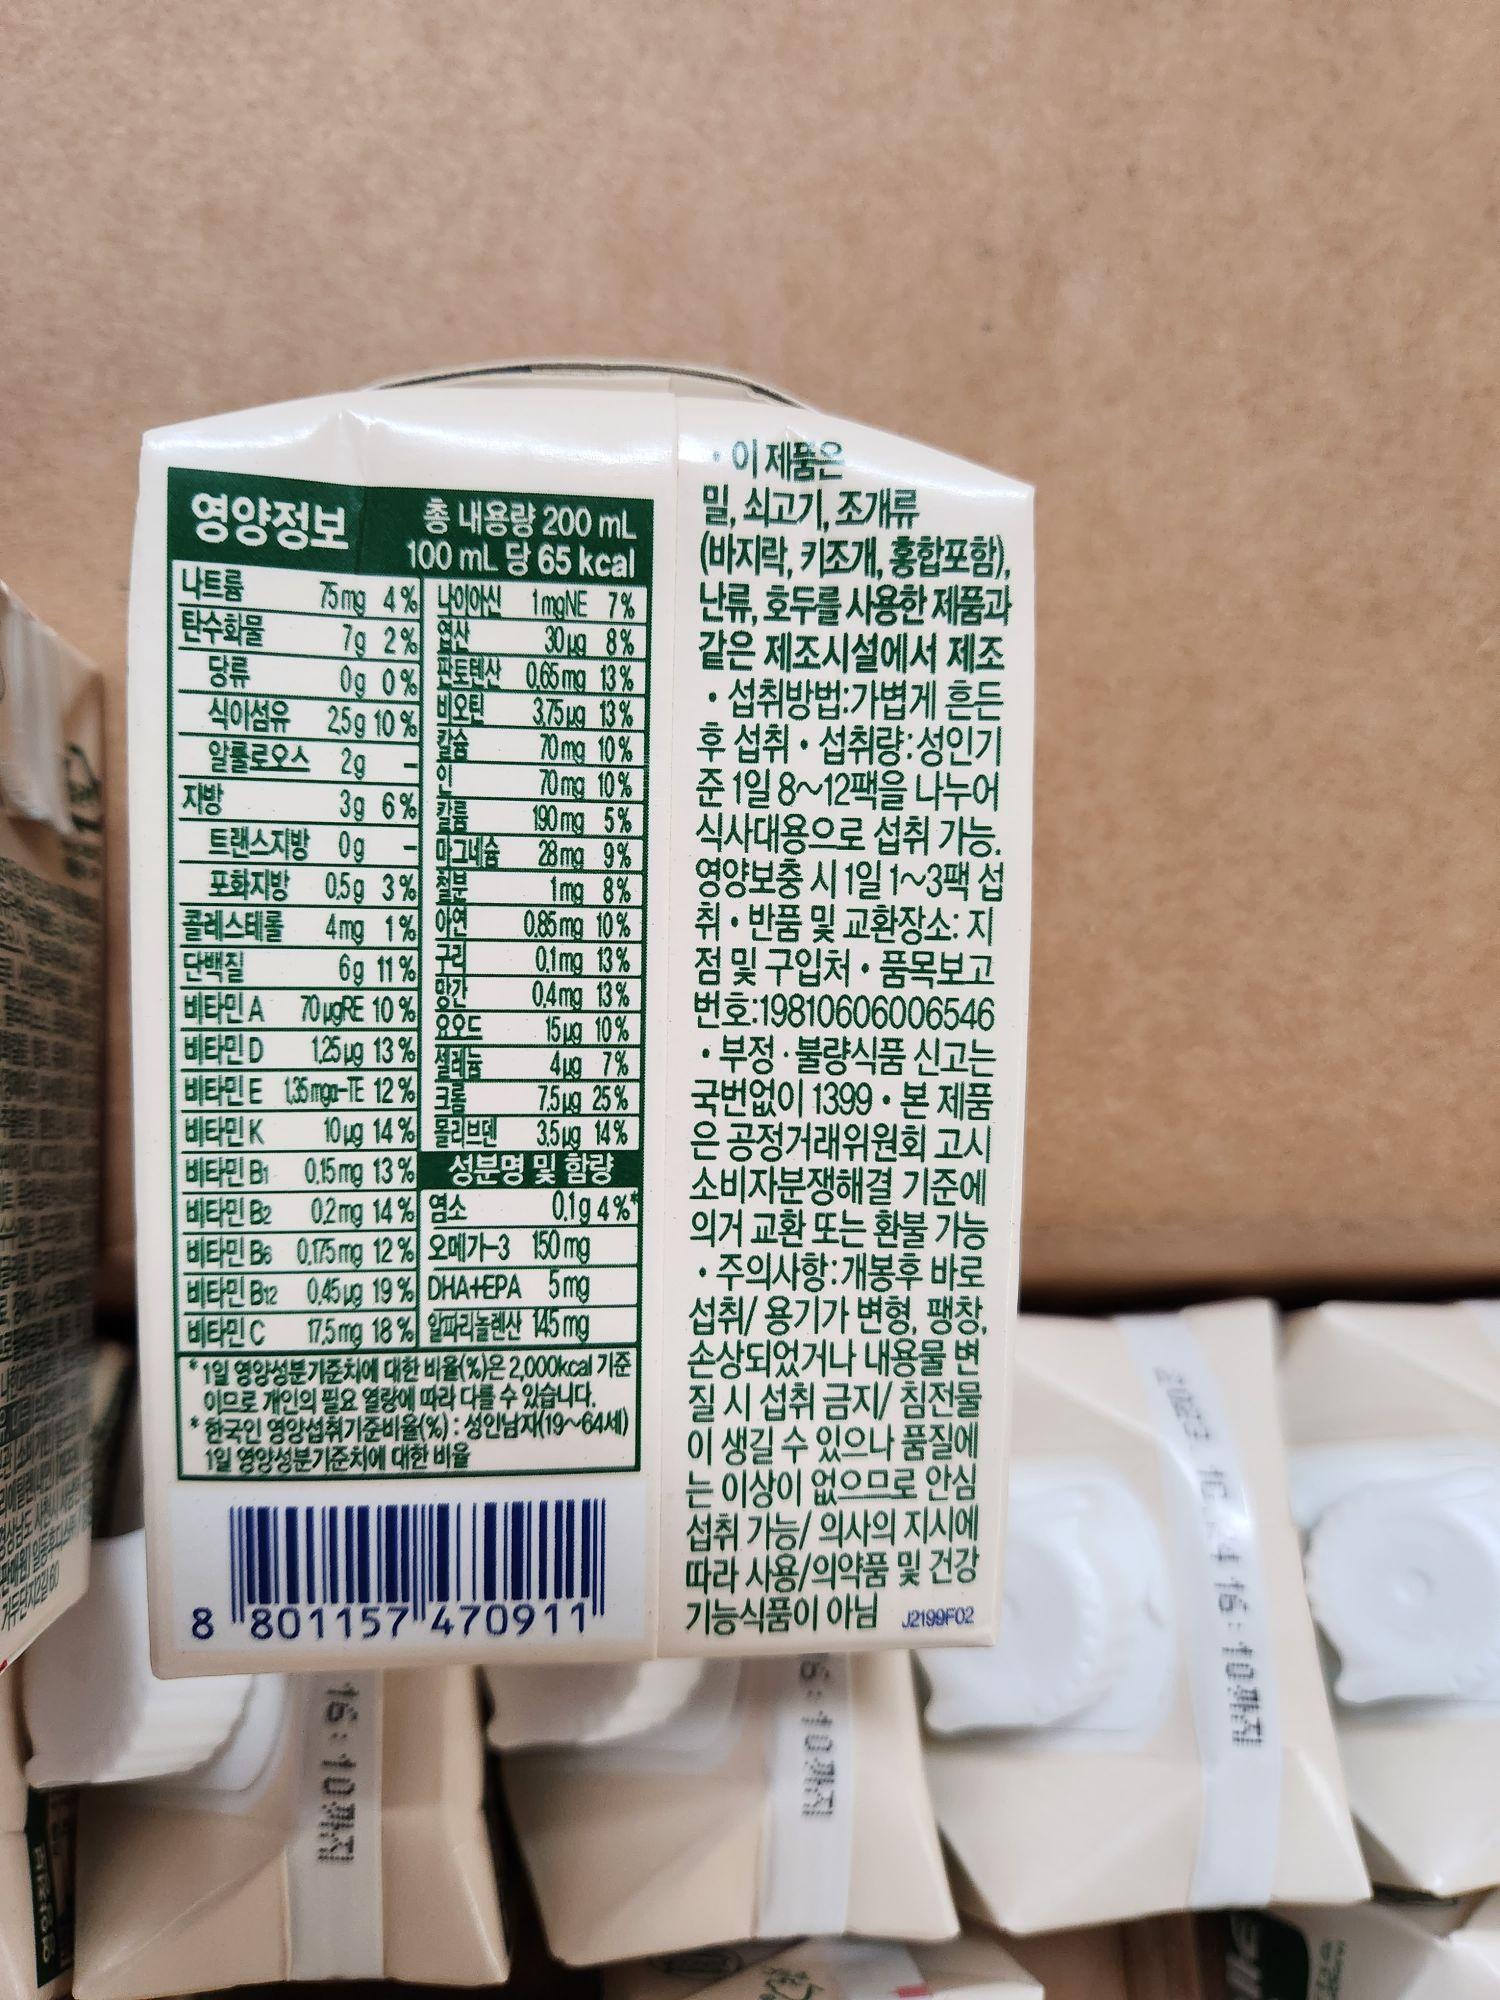 영양정보
총 내용량 200 mL
100 mL 당 65 kcal
나트륨 75mg 4%
탄수화물 7g 2%
당류 0g 0%
식이섬유 2.5g 10%
알룰로오스 2g -
지방 3g 6%
트랜스지방 0g -
포화지방 0.5g 3%
콜레스테롤 4mg 1%
단백질 6g 11%
비타민 A 70μgRE 10%
비타민 D 1.25μg 13%
비타민 E 1.35mgα-TE 12%
비타민 K 10μg 14%
비타민 B1 0.15mg 13%
비타민 B2 0.2mg 14%
비타민 B6 0.175mg 12%
비타민 B12 0.45μg 19%
비타민 C 17.5mg 18%
나이아신 1mgNE 7%
엽산 30μg 8%
판토텐산 0.65mg 13%
비오틴 3.75μg 13%
칼슘 70mg 10%
인 70mg 10%
칼륨 190mg 5%
마그네슘 28mg 9%
철분 1mg 8%
아연 0.85mg 10%
구리 0.1mg 13%
망간 0.4mg 13%
요오드 15μg 10%
셀레늄 4μg 7%
크롬 7.5μg 25%
몰리브덴 3.5μg 14%
성분명 및 함량
염소 0.1g 4%*
오메가-3 150mg
DHA+EPA 5mg
알파리놀렌산 145mg
* 1일 영양성분기준치에 대한 비율(%)은 2,000kcal 기준
이므로 개인의 필요 열량에 따라 다를 수 있습니다.
* 한국인 영양섭취기준비율(%) : 성인남자(19~64세)
1일 영양성분기준치에 대한 비율
8 801157 470911
• 이 제품은
밀, 쇠고기, 조개류
(바지락, 키조개, 홍합포함),
난류, 호두를 사용한 제품과
같은 제조시설에서 제조
• 섭취방법:가볍게 흔든
후 섭취 • 섭취량:성인기
준 1일 8~12팩을 나누어
식사대용으로 섭취 가능.
영양보충 시 1일 1~3팩 섭
취 • 반품 및 교환장소: 지
점 및 구입처 • 품목보고
번호:19810606006546
• 부정·불량식품 신고는
국번없이 1399 • 본 제품
은 공정거래위원회 고시
소비자분쟁해결 기준에
의거 교환 또는 환불 가능
• 주의사항:개봉후 바로
섭취/ 용기가 변형, 팽창,
손상되었거나 내용물 변
질 시 섭취 금지/ 침전물
이 생길 수 있으나 품질에
는 이상이 없으므로 안심
섭취 가능/ 의사의 지시에
따라 사용/의약품 및 건강
기능식품이 아님
J2199F02
16:10까지
16:10까지
16:10까지
영양정보